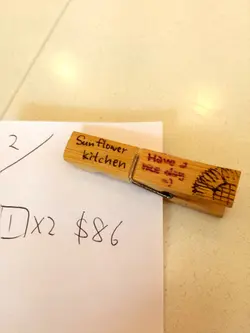 Sunflower
kitchen
Have a
nice day
:)
2
1 X2 $86